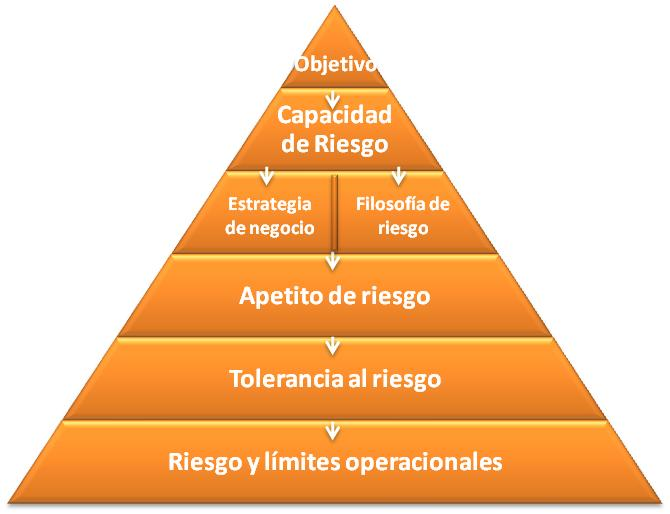 Objetivo
Capacidad
de Riesgo
Estrategia
de negocio
Filosofía de
riesgo
Apetito de riesgo
Tolerancia al riesgo
Riesgo y límites operacionales